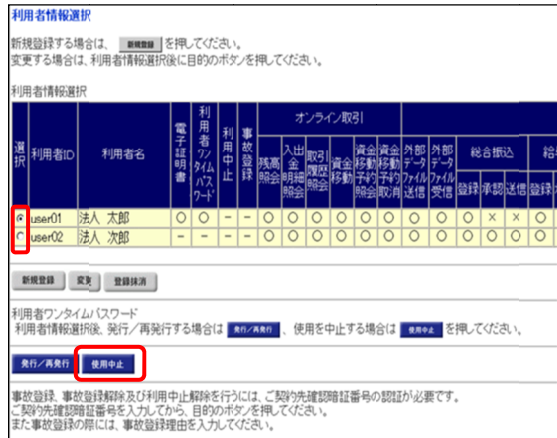 利用者情報選択
新規登録する場合は、 新規登録 を押してください。
変更する場合は、利用者情報選択後に目的のボタンを押してください。
利用者情報選択
選択 利用者ID 利用者名 電子証明書 利用者ワンタイムパスワード 利用中止 事故登録 オンライン取引
残高照会 入出金明細照会 取引履歴照会 資金移動 資金移動予約照会 資金移動予約取消 外部データファイル送信 外部データファイル受信 総合振込 給
登録 承認 送信 登録
user01 法人 太郎 ○ ○ － － ○ ○ ○ ○ ○ ○ ○ ○ ○ × × ○
user02 法人 次郎 － － － － ○ ○ ○ ○ ○ ○ ○ ○ ○ ○ ○ ○
新規登録 変更 登録抹消
利用者ワンタイムパスワード
利用者情報選択後、発行／再発行する場合は 発行／再発行 、使用を中止する場合は 使用中止 を押してください。
発行／再発行 使用中止
事故登録、事故登録解除及び利用中止解除を行うには、ご契約先確認暗証番号の認証が必要です。
ご契約先確認暗証番号を入力してから、目的のボタンを押してください。
また事故登録の際には、事故登録理由を入力してください。